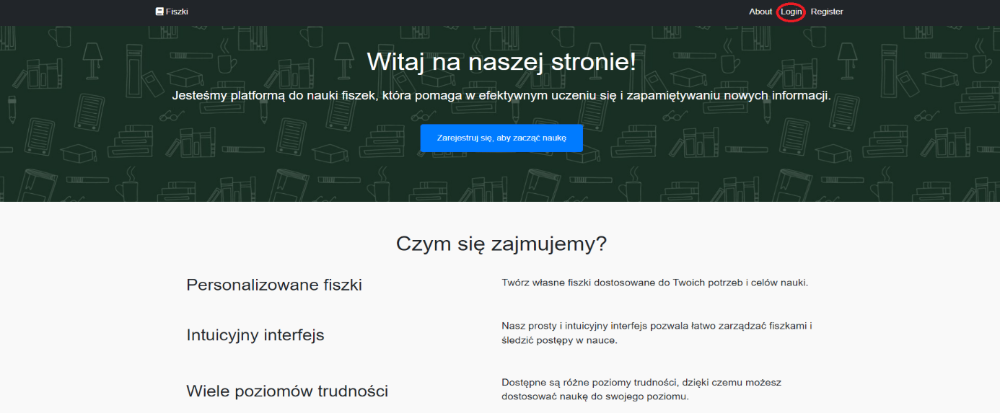 Fiszki
About Login Register
Witaj na naszej stronie!
Jesteśmy platformą do nauki fiszek, która pomaga w efektywnym uczeniu się i zapamiętywaniu nowych informacji.
Zarejestruj się, aby zacząć naukę
Czym się zajmujemy?
Personalizowane fiszki
Twórz własne fiszki dostosowane do Twoich potrzeb i celów nauki.
Intuicyjny interfejs
Nasz prosty i intuicyjny interfejs pozwala łatwo zarządzać fiszkami i
śledzić postępy w nauce.
Wiele poziomów trudności
Dostępne są różne poziomy trudności, dzięki czemu możesz
dostosować naukę do swojego poziomu.